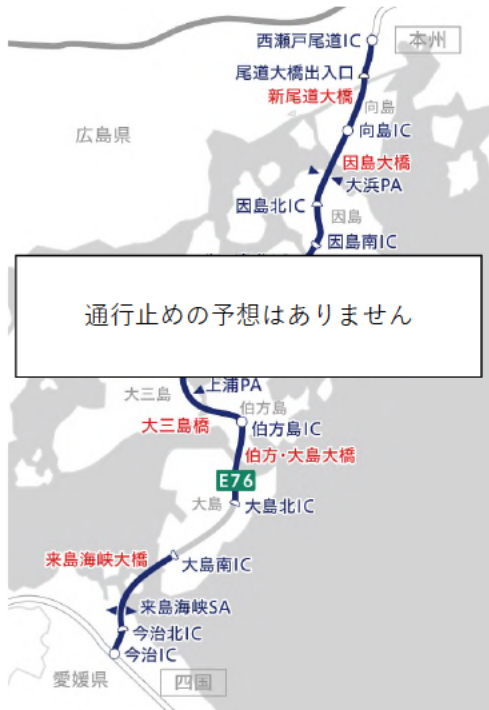 西瀬戸尾道IC
本州
尾道大橋出入口
新尾道大橋
向島
広島県
向島IC
因島大橋
大浜PA
因島北IC
因島
因島南IC
通行止めの予想はありません
上浦PA
大三島
伯方島
大三島橋
伯方島IC
伯方・大島大橋
E76
大島
大島北IC
来島海峡大橋
大島南IC
来島海峡SA
今治北IC
今治IC
愛媛県
四国